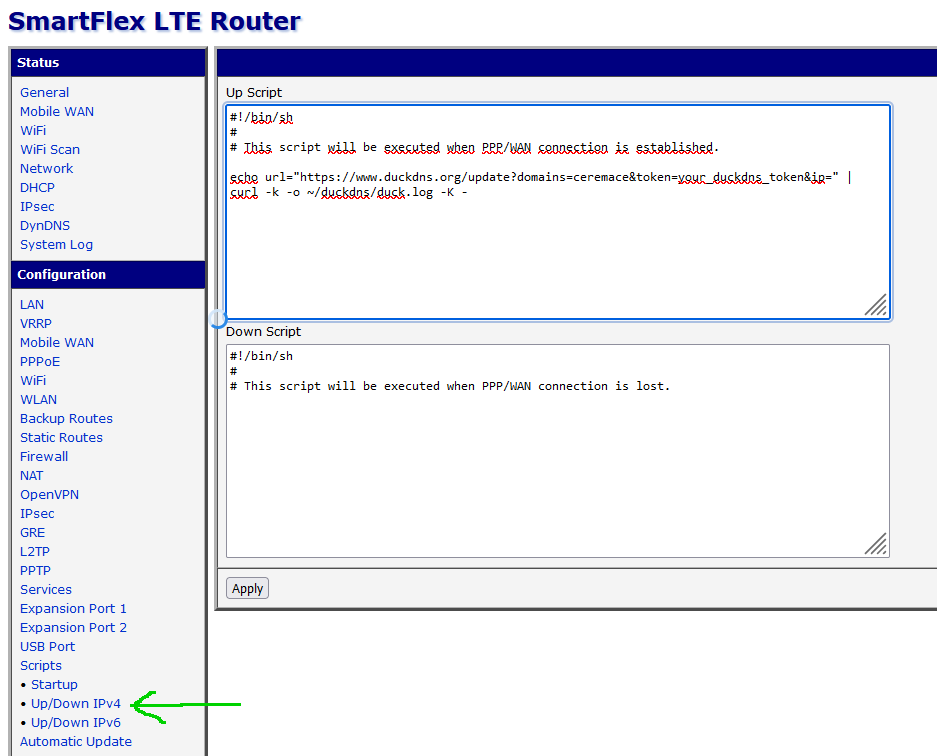 SmartFlex LTE Router
Status
General
Mobile WAN
WiFi
WiFi Scan
Network
DHCP
IPsec
DynDNS
System Log
Configuration
LAN
VRRP
Mobile WAN
PPPoE
WiFi
WLAN
Backup Routes
Static Routes
Firewall
NAT
OpenVPN
IPsec
GRE
L2TP
PPTP
Services
Expansion Port 1
Expansion Port 2
USB Port
Scripts
• Startup
• Up/Down IPv4
• Up/Down IPv6
Automatic Update
Up Script
#!/bin/sh
#
# This script will be executed when PPP/WAN connection is established.
echo url="https://www.duckdns.org/update?domains=ceremace&token=your_duckdns_token&ip=" |
curl -k -o ~/duckdns/duck.log -K -
Down Script
#!/bin/sh
#
# This script will be executed when PPP/WAN connection is lost.
Apply